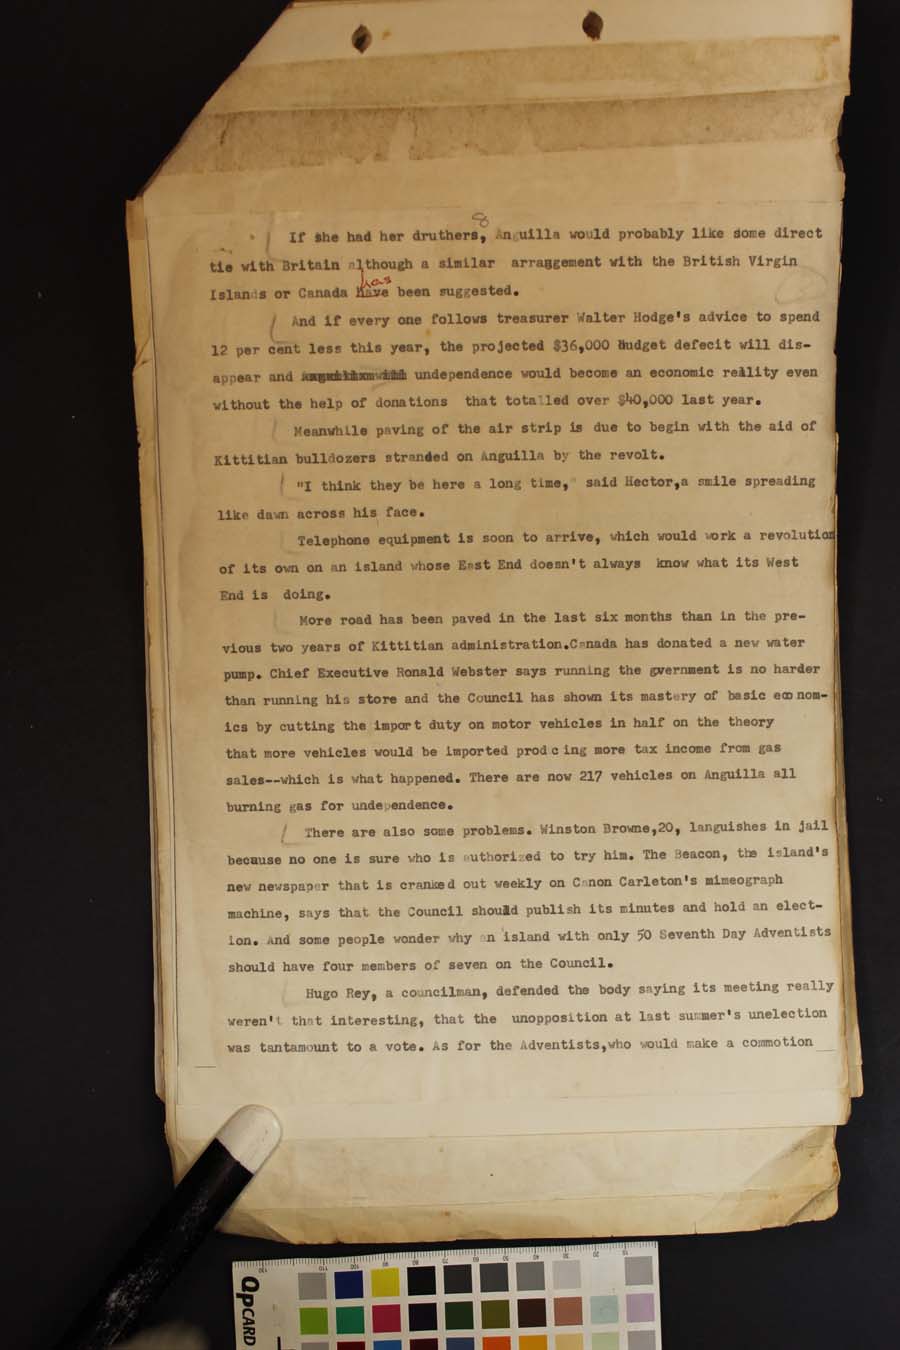 8
If she had her druthers, Anguilla would probably like some direct
tie with Britain although a similar arrangement with the British Virgin
has
Islands or Canada have been suggested.
And if every one follows treasurer Walter Hodge's advice to spend
12 per cent less this year, the projected $36,000 budget defecit will dis-
appear and undependence would become an economic reality even
without the help of donations that totalled over $40,000 last year.
Meanwhile paving of the air strip is due to begin with the aid of
Kittitian bulldozers stranded on Anguilla by the revolt.
"I think they be here a long time," said Hector,a smile spreading
like dawn across his face.
Telephone equipment is soon to arrive, which would work a revolution
of its own on an island whose East End doesn't always know what its West
End is doing.
More road has been paved in the last six months than in the pre-
vious two years of Kittitian administration.Canada has donated a new water
pump. Chief Executive Ronald Webster says running the gvernment is no harder
than running his store and the Council has shown its mastery of basic economo-
ics by cutting the import duty on motor vehicles in half on the theory
that more vehicles would be imported prodcing more tax income from gas
sales--which is what happened. There are now 217 vehicles on Anguilla all
burning gas for undependence.
There are also some problems. Winston Browne,20, languishes in jail
because no one is sure who is authorized to try him. The Beacon, the island's
new newspaper that is cranked out weekly on Canon Carleton's mimeograph
machine, says that the Council should publish its minutes and hold an elect-
ion. And some people wonder why an island with only 50 Seventh Day Adventists
should have four members of seven on the Council.
Hugo Rey, a councilman, defended the body saying its meeting really
weren't that interesting, that the unopposition at last summer's unelection
was tantamount to a vote. As for the Adventists,who would make a commotion
QPCARD